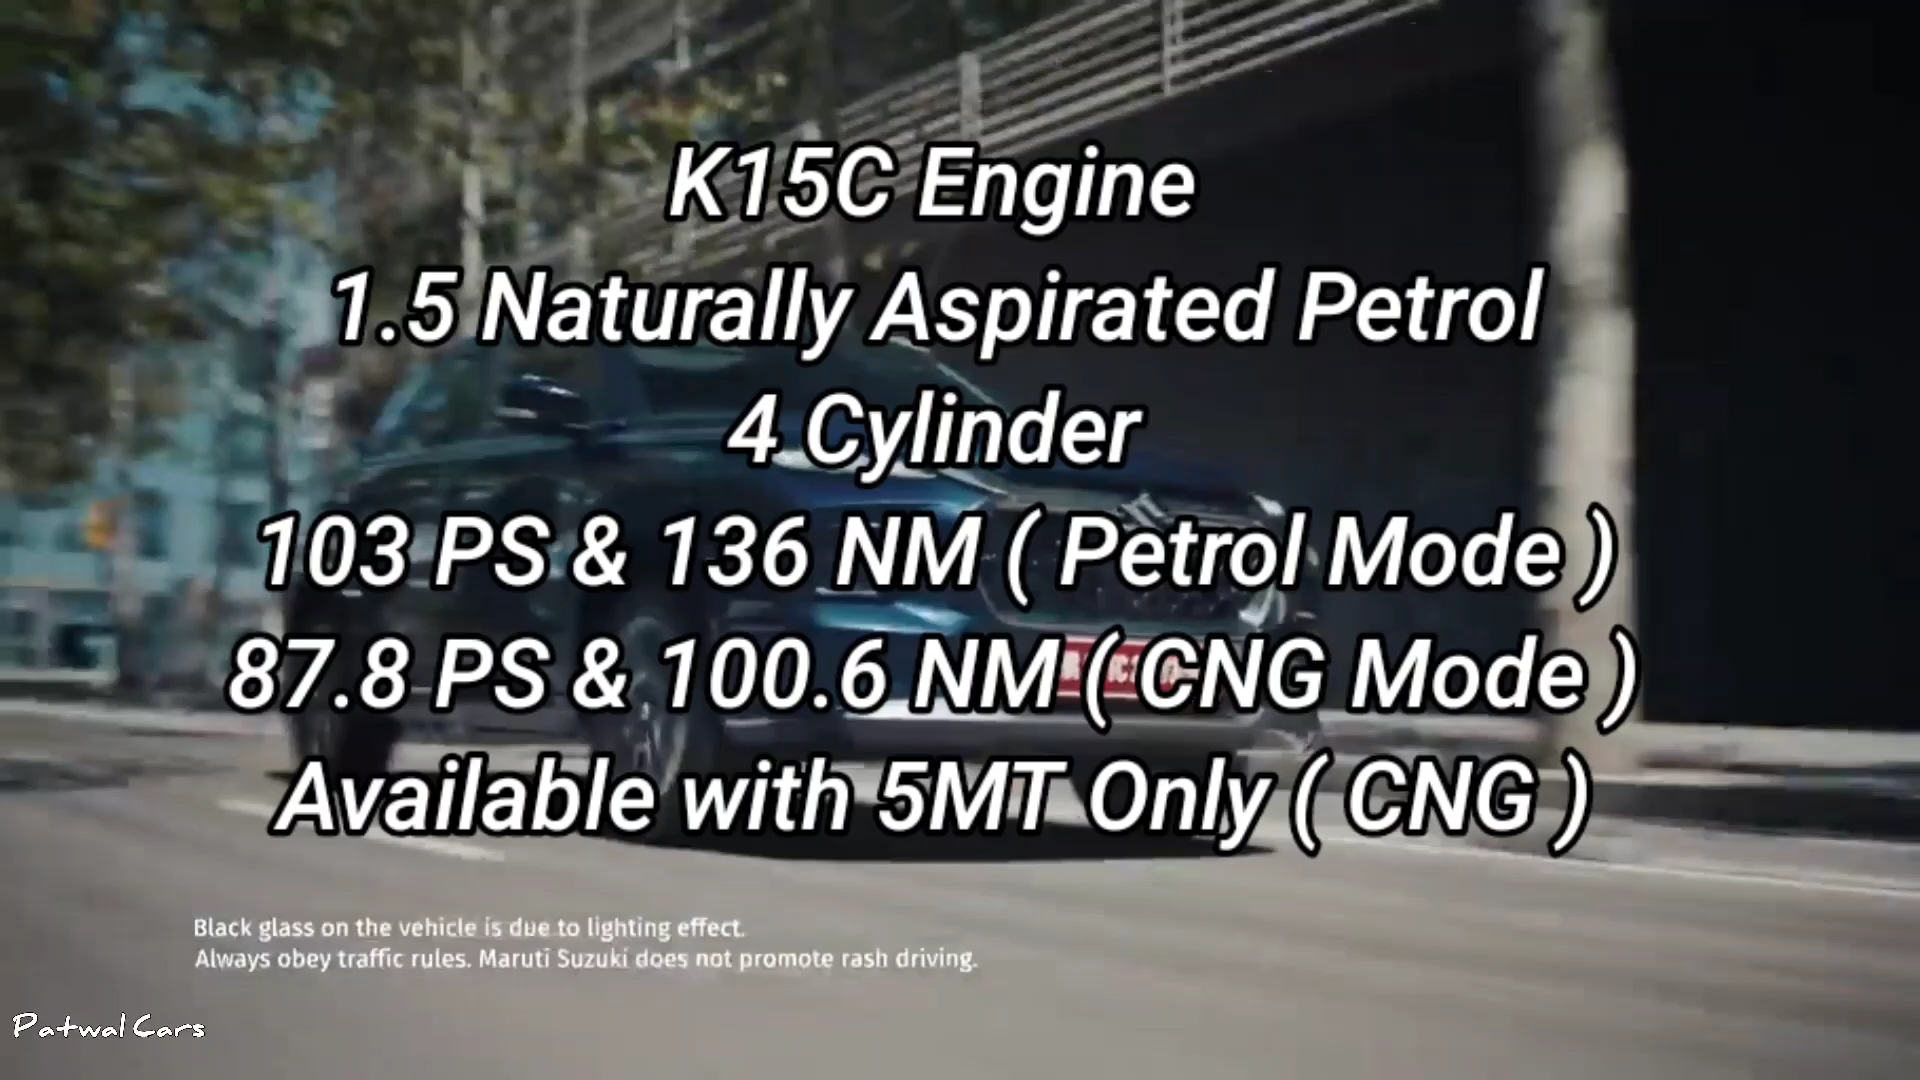 K15C Engine
1.5 Naturally Aspirated Petrol
4 Cylinder
103 PS & 136 NM ( Petrol Mode )
87.8 PS & 100.6 NM ( CNG Mode )
Available with 5MT Only ( CNG )
Black glass on the vehicle is due to lighting effect.
Always obey traffic rules. Maruti Suzuki does not promote rash driving.
Patwal Cars